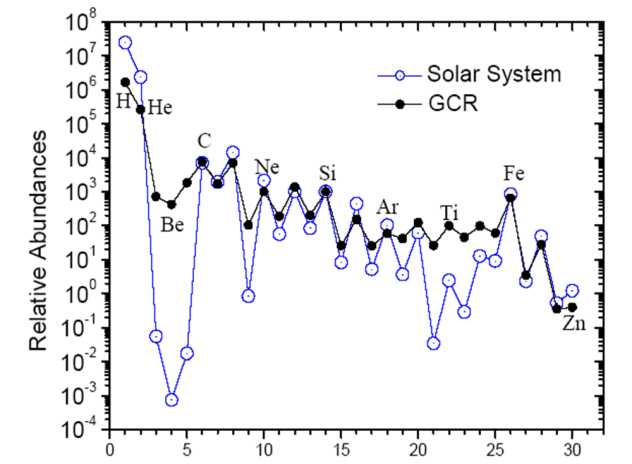 10⁸
10⁷
10⁶
10⁵
10⁴
10³
10²
10¹
10⁰
10⁻¹
10⁻²
10⁻³
10⁻⁴
Relative Abundances
Solar System
GCR
H
He
Be
C
Ne
Si
Ar
Ti
Fe
Zn
0 5 10 15 20 25 30